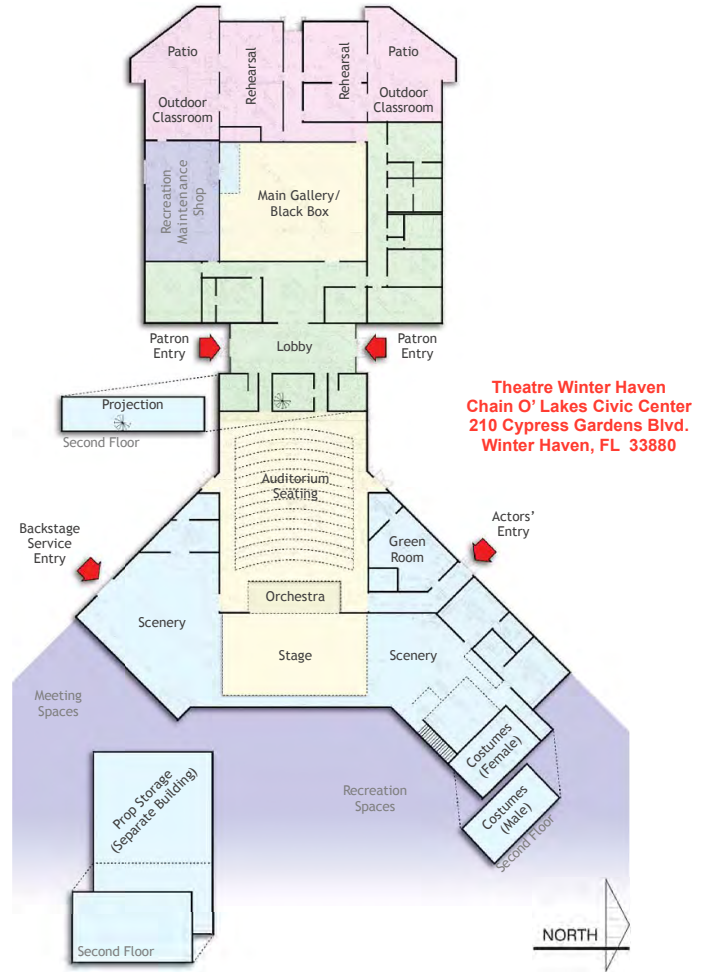 Patio
Rehearsal
Rehearsal
Patio
Outdoor
Classroom
Outdoor
Classroom
Recreation
Maintenance
Shop
Main Gallery/
Black Box
Patron
Entry
Lobby
Patron
Entry
Projection
Second Floor
Theatre Winter Haven
Chain O' Lakes Civic Center
210 Cypress Gardens Blvd.
Winter Haven, FL 33880
Auditorium
Seating
Backstage
Service
Entry
Actors'
Entry
Green
Room
Orchestra
Scenery
Stage
Scenery
Meeting
Spaces
Costumes
(Female)
Prop Storage
(Separate Building)
Recreation
Spaces
Costumes
(Male)
Second Floor
Second Floor
NORTH